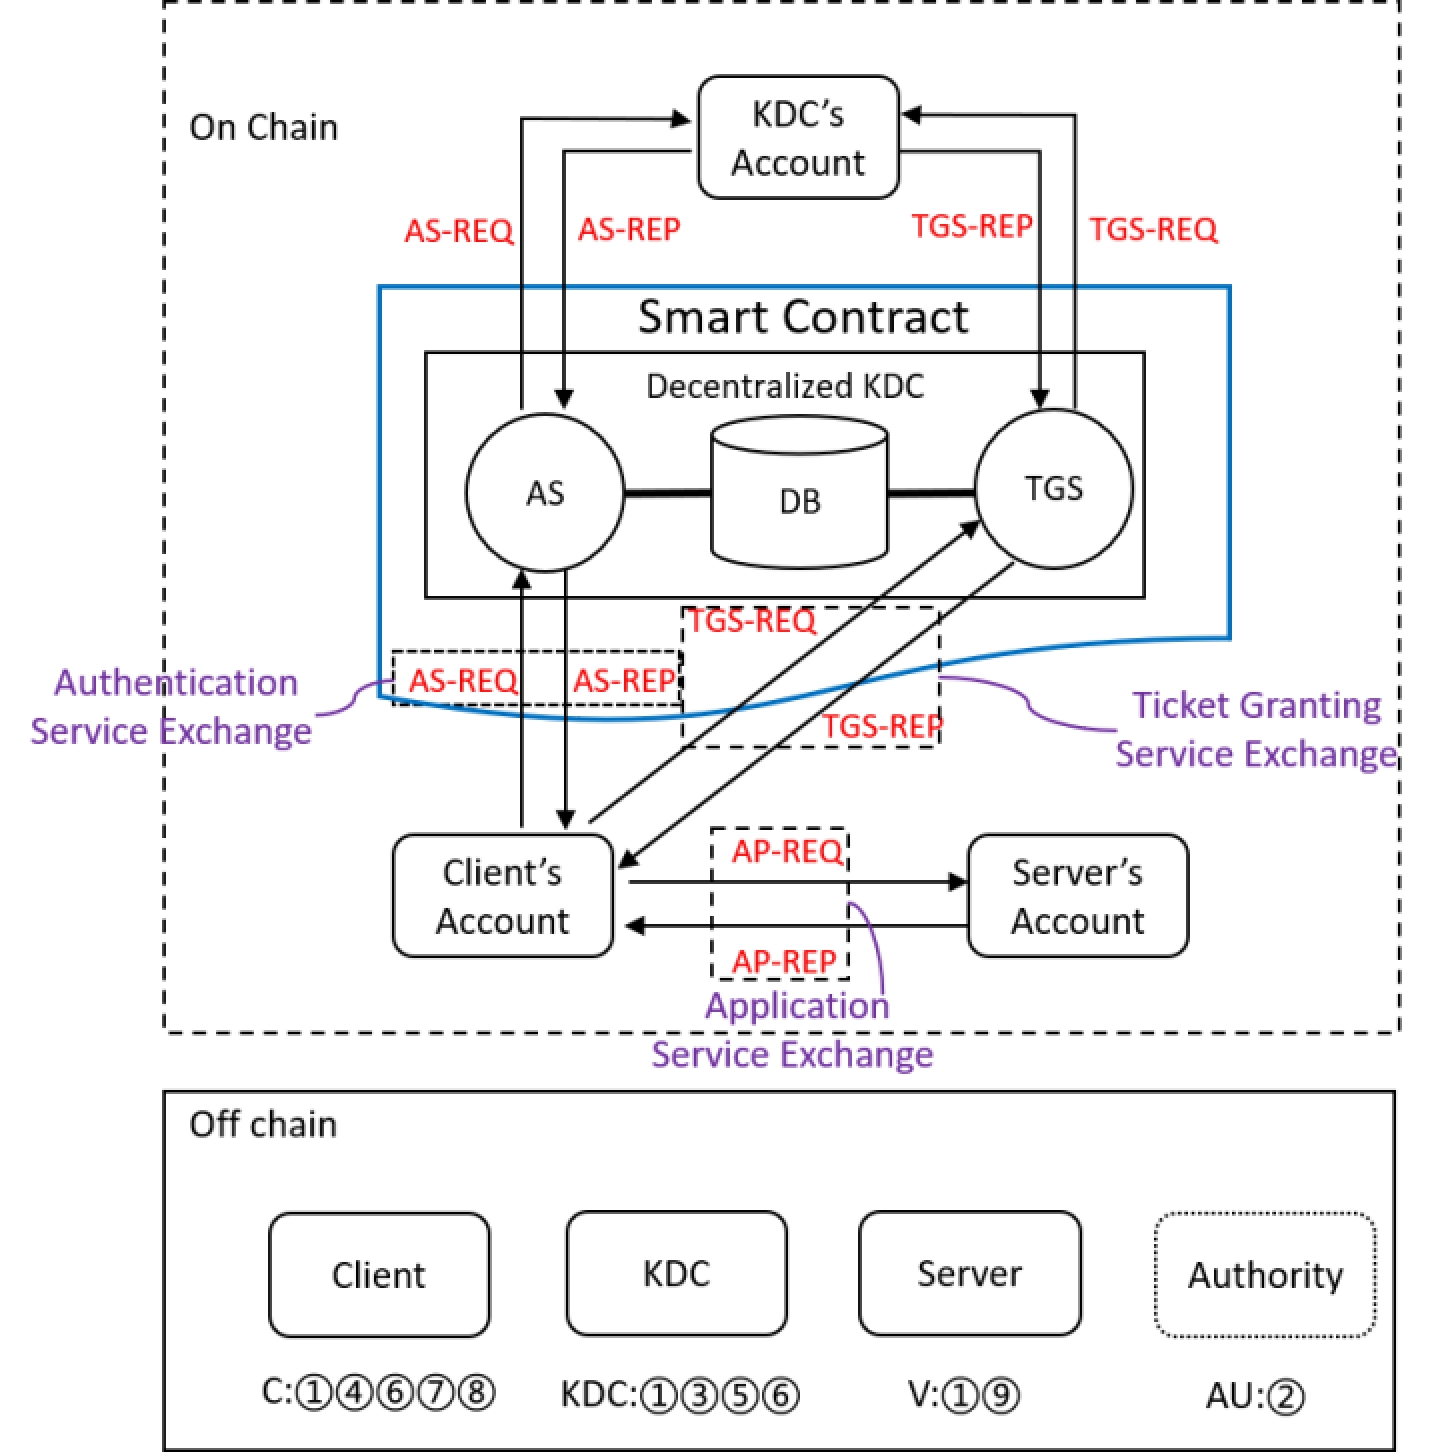 On Chain
KDC's
Account
AS-REQ
AS-REP
TGS-REP
TGS-REQ
Smart Contract
Decentralized KDC
AS
DB
TGS
TGS-REQ
Authentication
Service Exchange
AS-REQ
AS-REP
TGS-REP
Ticket Granting
Service Exchange
Client's
Account
AP-REQ
AP-REP
Server's
Account
Application
Service Exchange
Off chain
Client
KDC
Server
Authority
C:①④⑥⑦⑧
KDC:①③⑤⑥
V:①⑨
AU:②